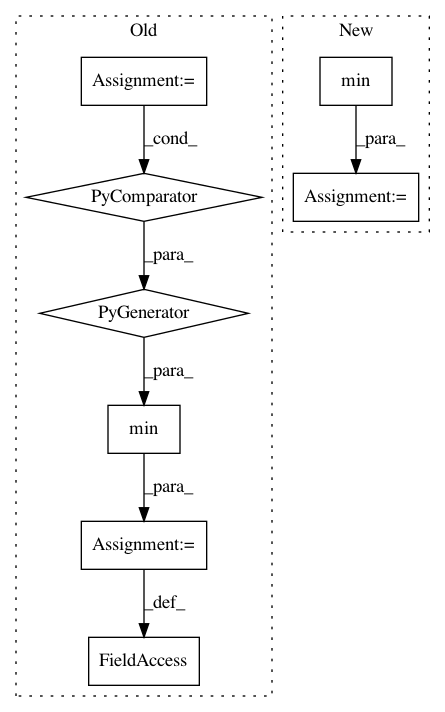 Old
New
Assignment:=
min
_cond_
_para_
PyComparator
Assignment:=
_para_
PyGenerator
_para_
min
_para_
Assignment:=
_def_
FieldAccess